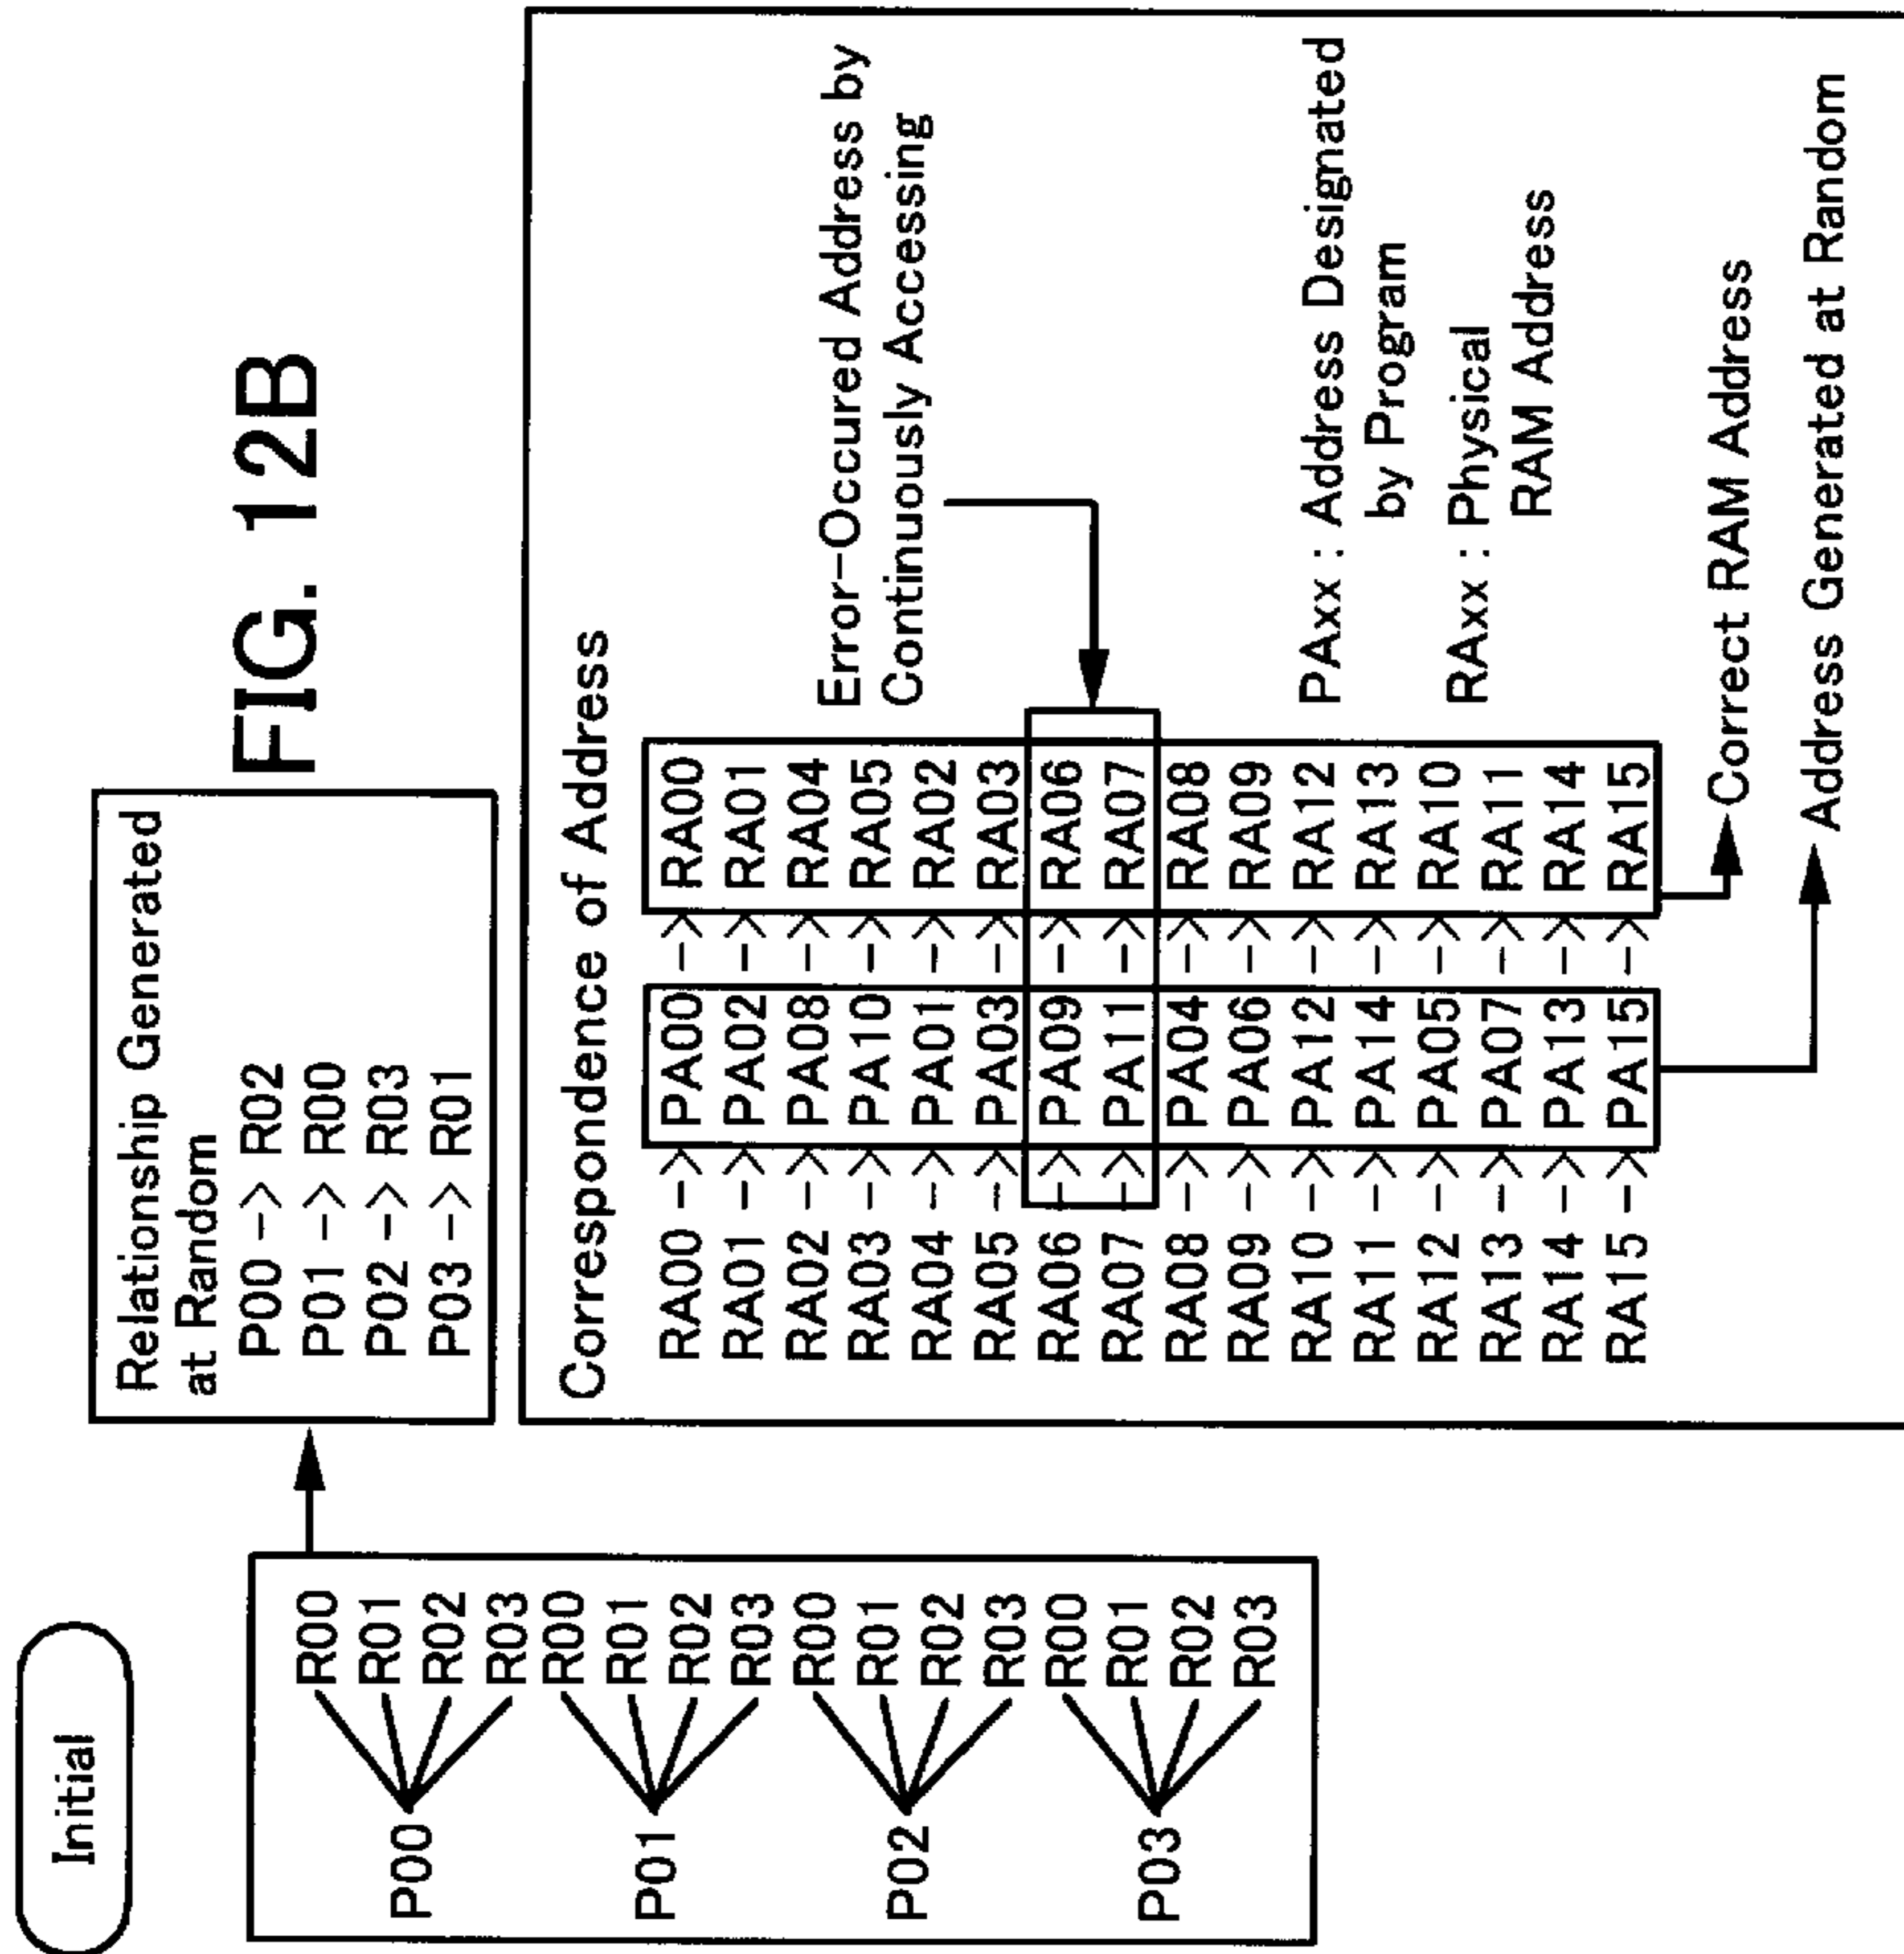 FIG. 12B
Initial
P00
R00
R01
R02
R03
P01
R00
R01
R02
R03
P02
R00
R01
R02
R03
P03
R00
R01
R02
R03
Relationship Generated
at Random
P00 -> R02
P01 -> R00
P02 -> R03
P03 -> R01
Correspondence of Address
RA00 -> PA00 -> RA00
RA01 -> PA02 -> RA01
RA02 -> PA08 -> RA04
RA03 -> PA10 -> RA05
RA04 -> PA01 -> RA02
RA05 -> PA03 -> RA03
RA06 -> PA09 -> RA06
RA07 -> PA11 -> RA07
RA08 -> PA04 -> RA08
RA09 -> PA06 -> RA09
RA10 -> PA12 -> RA12
RA11 -> PA14 -> RA13
RA12 -> PA05 -> RA10
RA13 -> PA07 -> RA11
RA14 -> PA13 -> RA14
RA15 -> PA15 -> RA15
Error-Occured Address by
Continuously Accessing
PAxx : Address Designated
by Program
RAxx : Physical
RAM Address
Correct RAM Address
Address Generated at Random